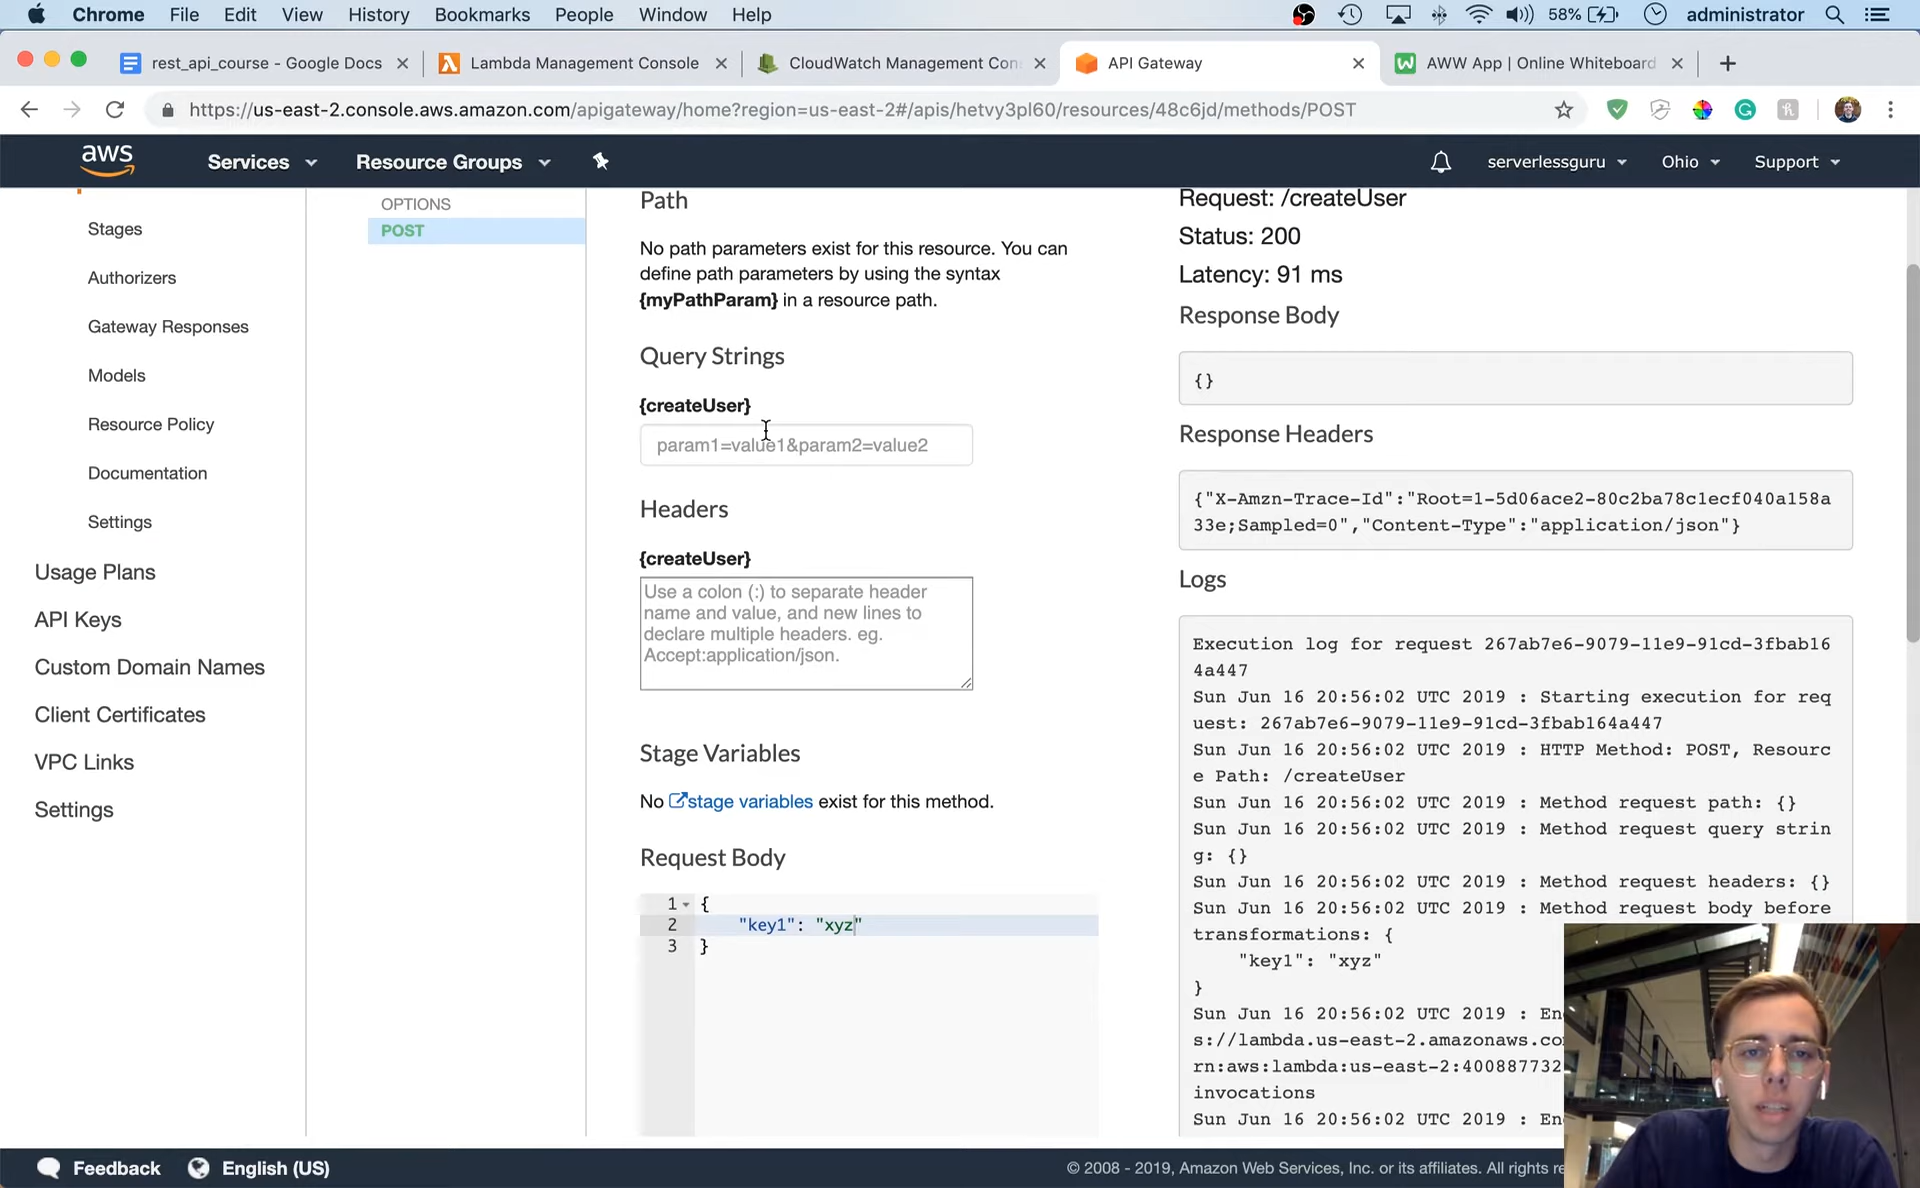 Chrome File Edit View History Bookmarks People Window Help 58% administrator
rest_api_course - Google Docs Lambda Management Console CloudWatch Management Con API Gateway AWW App | Online Whiteboard
https://us-east-2.console.aws.amazon.com/apigateway/home?region=us-east-2#/apis/hetvy3pl60/resources/48c6jd/methods/POST
aws Services Resource Groups serverlessguru Ohio Support
Stages
Authorizers
Gateway Responses
Models
Resource Policy
Documentation
Settings
Usage Plans
API Keys
Custom Domain Names
Client Certificates
VPC Links
Settings
OPTIONS
POST
Path
No path parameters exist for this resource. You can
define path parameters by using the syntax
{myPathParam} in a resource path.
Query Strings
{createUser}
param1=value1&param2=value2
Headers
{createUser}
Use a colon (:) to separate header
name and value, and new lines to
declare multiple headers. eg.
Accept:application/json.
Stage Variables
No stage variables exist for this method.
Request Body
1 {
2 "key1": "xyz"
3 }
Request: /createUser
Status: 200
Latency: 91 ms
Response Body
{}
Response Headers
{"X-Amzn-Trace-Id":"Root=1-5d06ace2-80c2ba78c1ecf040a158a
33e;Sampled=0","Content-Type":"application/json"}
Logs
Execution log for request 267ab7e6-9079-11e9-91cd-3fbab16
4a447
Sun Jun 16 20:56:02 UTC 2019 : Starting execution for req
uest: 267ab7e6-9079-11e9-91cd-3fbab164a447
Sun Jun 16 20:56:02 UTC 2019 : HTTP Method: POST, Resourc
e Path: /createUser
Sun Jun 16 20:56:02 UTC 2019 : Method request path: {}
Sun Jun 16 20:56:02 UTC 2019 : Method request query strin
g: {}
Sun Jun 16 20:56:02 UTC 2019 : Method request headers: {}
Sun Jun 16 20:56:02 UTC 2019 : Method request body before
transformations: {
"key1": "xyz"
}
Sun Jun 16 20:56:02 UTC 2019 : En
s://lambda.us-east-2.amazonaws.co
rn:aws:lambda:us-east-2:400887732
invocations
Sun Jun 16 20:56:02 UTC 2019 : En
Feedback English (US) © 2008 - 2019, Amazon Web Services, Inc. or its affiliates. All rights re